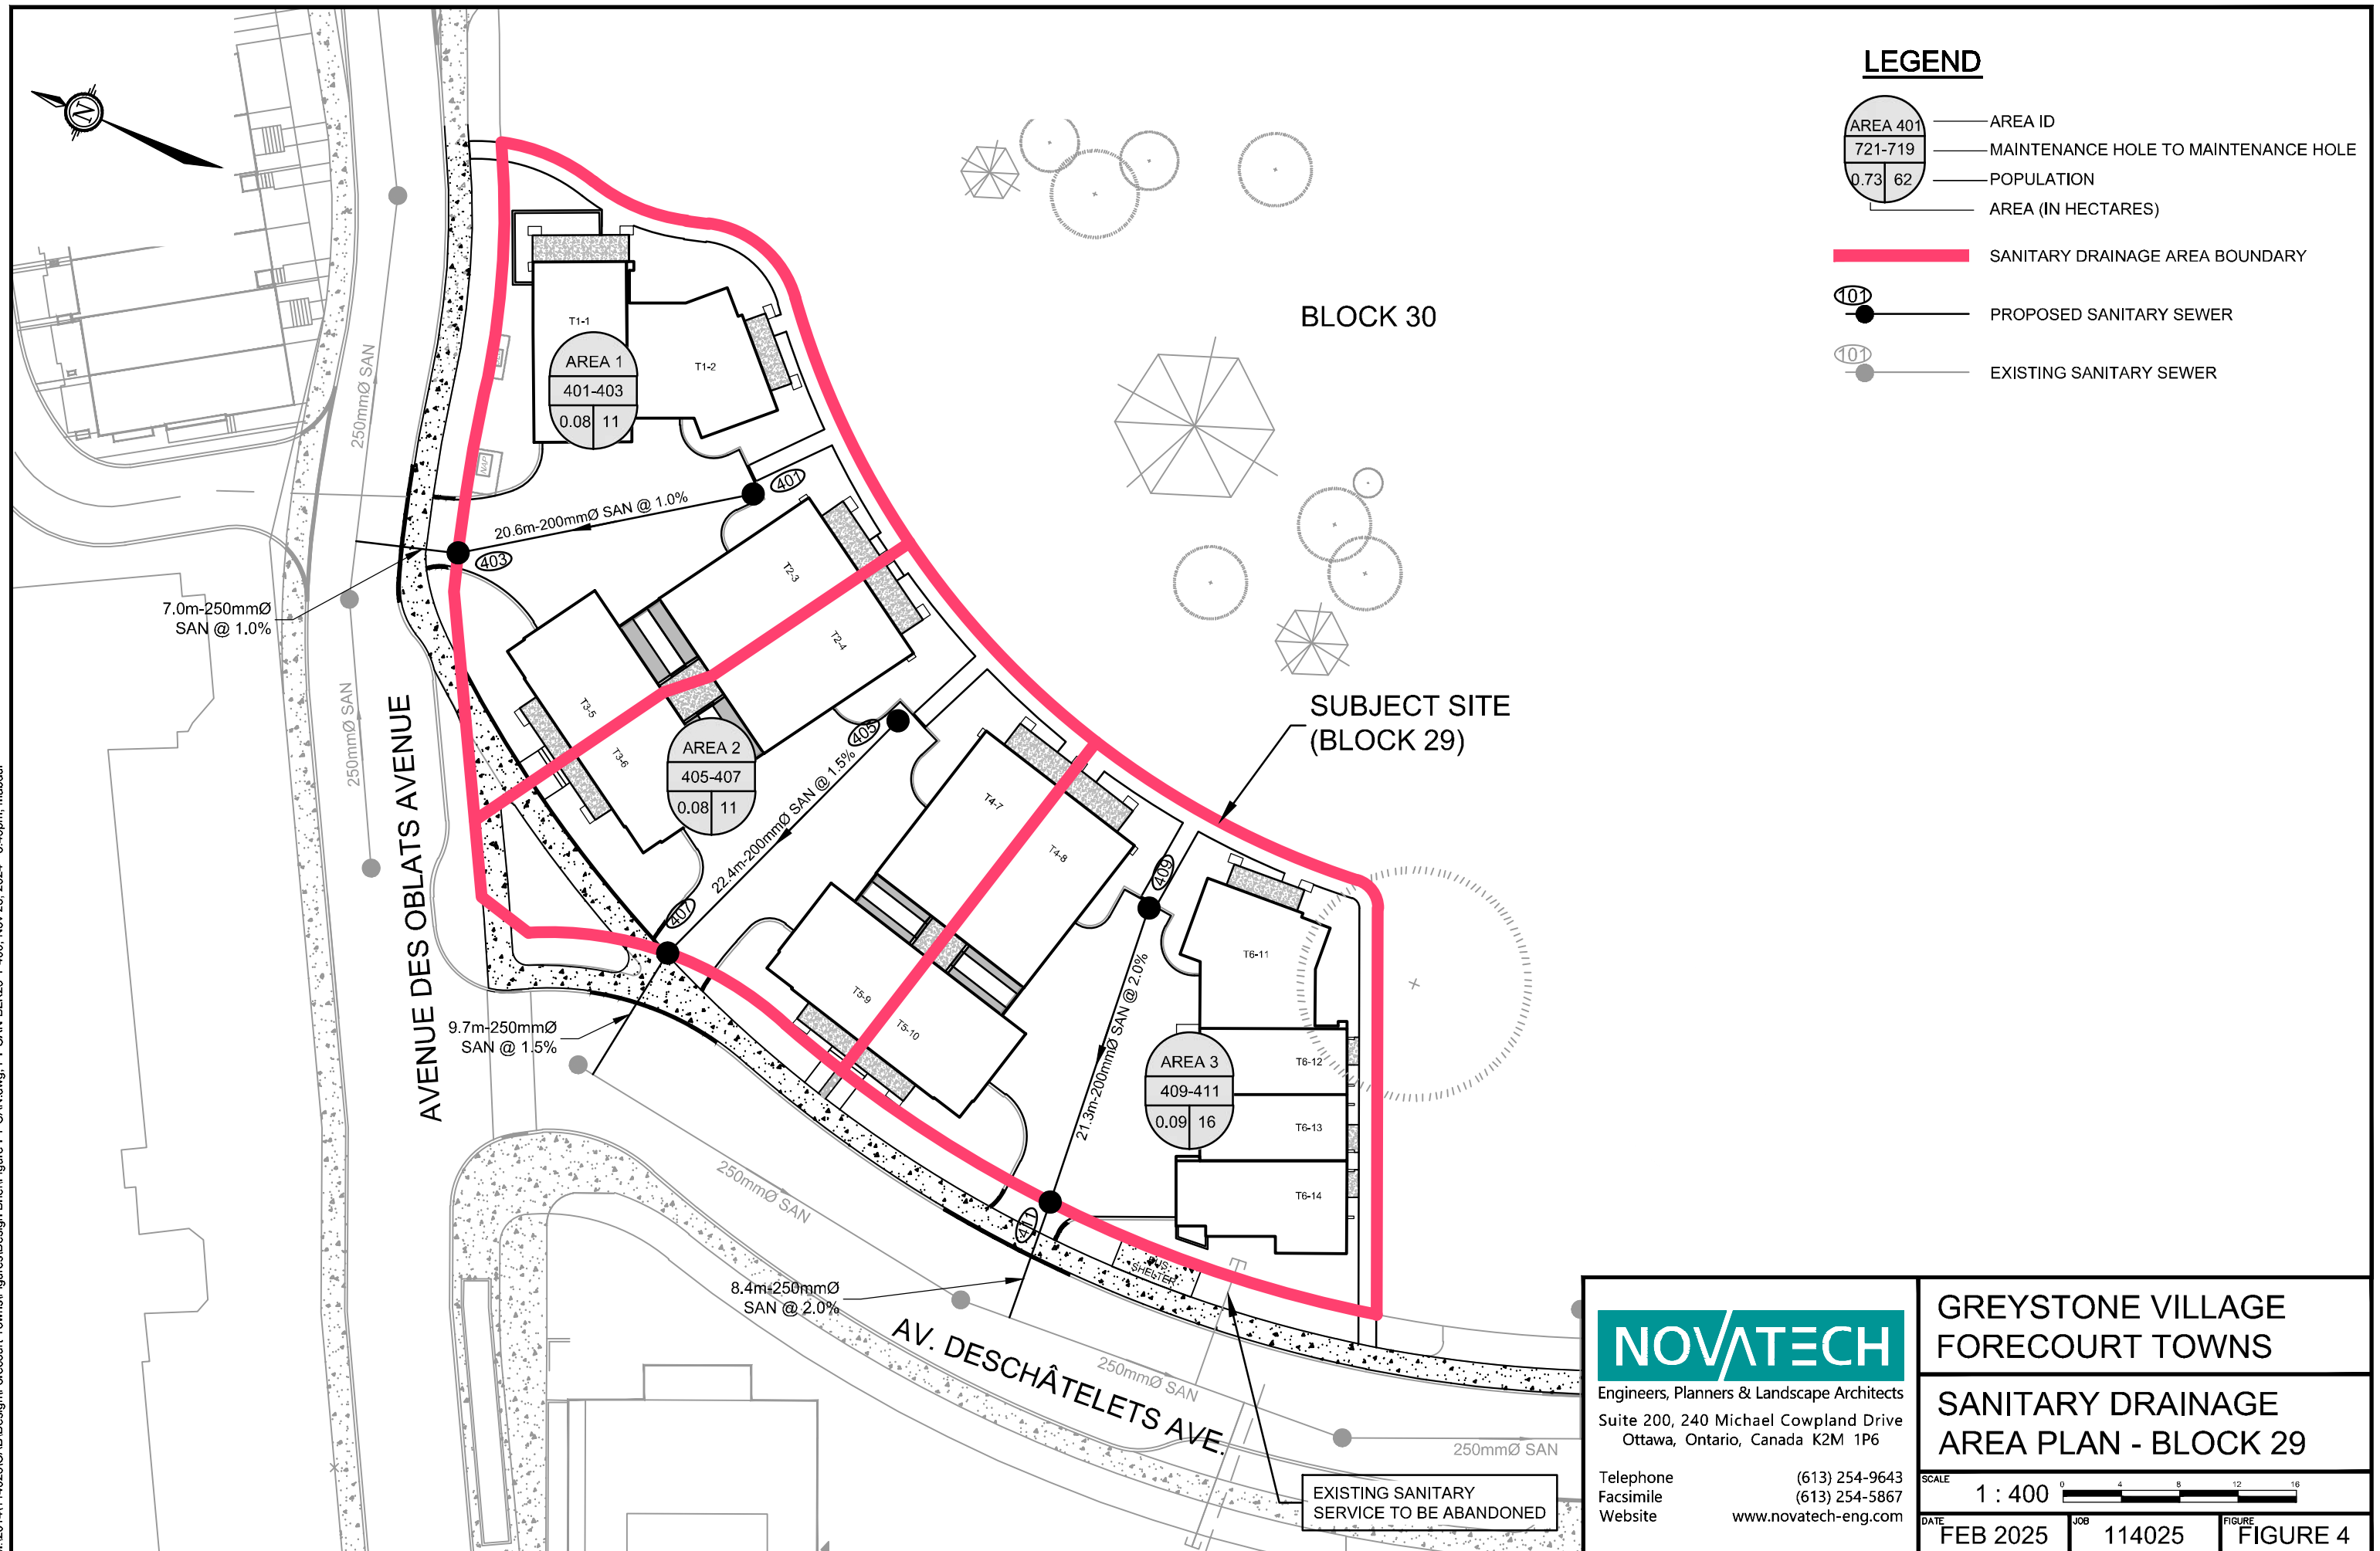 LEGEND
AREA 401
721-719
0.73 62
AREA ID
MAINTENANCE HOLE TO MAINTENANCE HOLE
POPULATION
AREA (IN HECTARES)
SANITARY DRAINAGE AREA BOUNDARY
101
PROPOSED SANITARY SEWER
101
EXISTING SANITARY SEWER
N
BLOCK 30
T1-1
T1-2
AREA 1
401-403
0.08 11
250mmØ SAN
NAP
401
20.6m-200mmØ SAN @ 1.0%
403
7.0m-250mmØ
SAN @ 1.0%
T2-3
T2-4
T3-5
T3-6
250mmØ SAN
AVENUE DES OBLATS AVENUE
SUBJECT SITE
(BLOCK 29)
AREA 2
405-407
0.08 11
405
22.4m-200mmØ SAN @ 1.5%
407
T4-7
T4-8
T5-9
T5-10
9.7m-250mmØ
SAN @ 1.5%
409
21.3m-200mmØ SAN @ 2.0%
411
T6-11
T6-12
T6-13
T6-14
AREA 3
409-411
0.09 16
BUS
SHELTER
250mmØ SAN
8.4m-250mmØ
SAN @ 2.0%
AV. DESCHÂTELETS AVE.
250mmØ SAN
250mmØ SAN
EXISTING SANITARY
SERVICE TO BE ABANDONED
NOVATECH
Engineers, Planners & Landscape Architects
Suite 200, 240 Michael Cowpland Drive
Ottawa, Ontario, Canada K2M 1P6
Telephone (613) 254-9643
Facsimile (613) 254-5867
Website www.novatech-eng.com
GREYSTONE VILLAGE
FORECOURT TOWNS
SANITARY DRAINAGE
AREA PLAN - BLOCK 29
SCALE
1 : 400
0 4 8 12 16
DATE
FEB 2025
JOB
114025
FIGURE
FIGURE 4